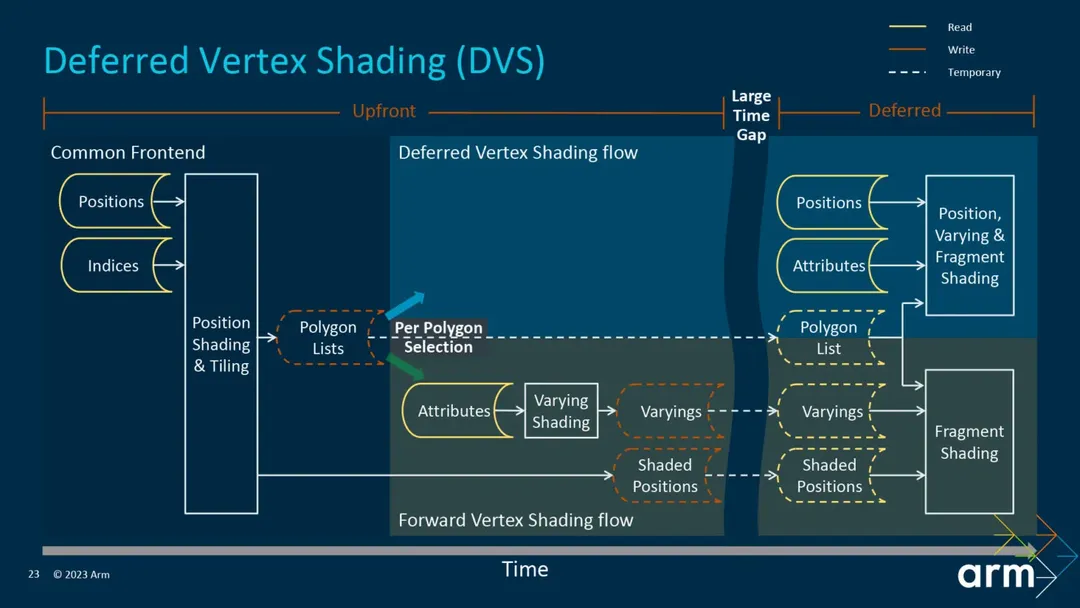 Deferred Vertex Shading (DVS)
Read
Write
Temporary
Upfront
Large
Time
Gap
Deferred
Common Frontend
Deferred Vertex Shading flow
Positions
Indices
Position
Shading
& Tiling
Polygon
Lists
Per Polygon
Selection
Attributes
Varying
Shading
Varyings
Shaded
Positions
Forward Vertex Shading flow
Positions
Attributes
Polygon
List
Varyings
Shaded
Positions
Position,
Varying &
Fragment
Shading
Fragment
Shading
Time
23 © 2023 Arm
arm